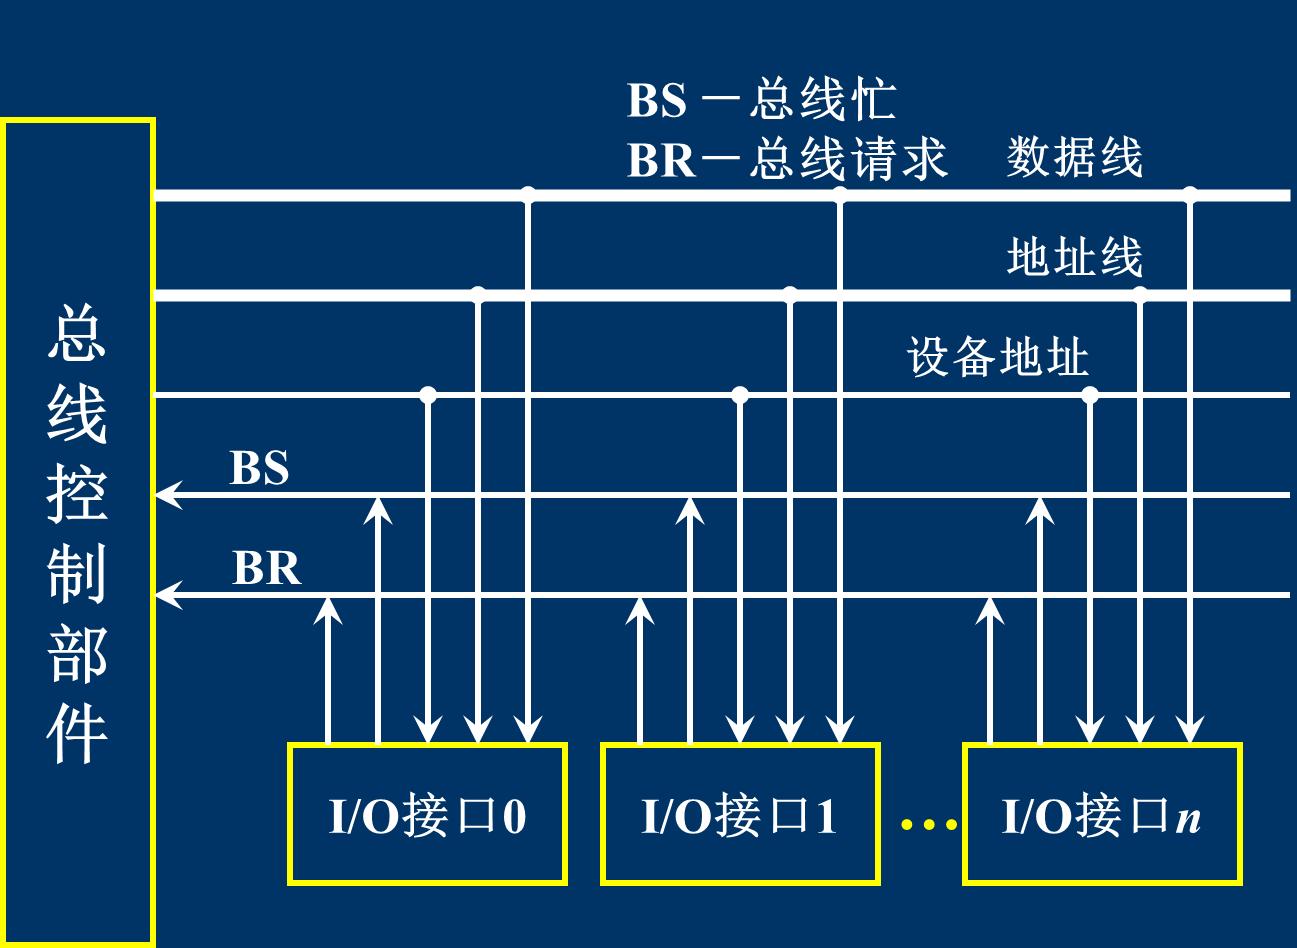 BS －总线忙
BR－总线请求
数据线
地址线
设备地址
BS
BR
总线控制部件
I/O接口0
I/O接口1
…
I/O接口n